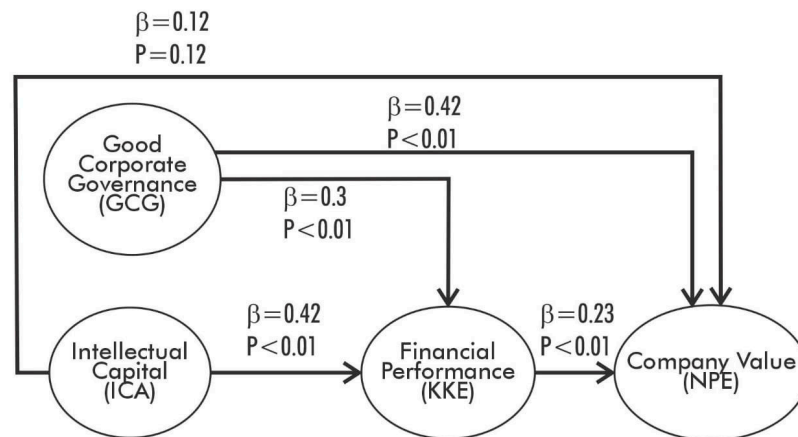 β=0.12
P=0.12
β=0.42
P<0.01
Good
Corporate
Governance
(GCG)
β=0.3
P<0.01
β=0.42
P<0.01
β=0.23
P<0.01
Intellectual
Capital
(ICA)
Financial
Performance
(KKE)
Company Value
(NPE)